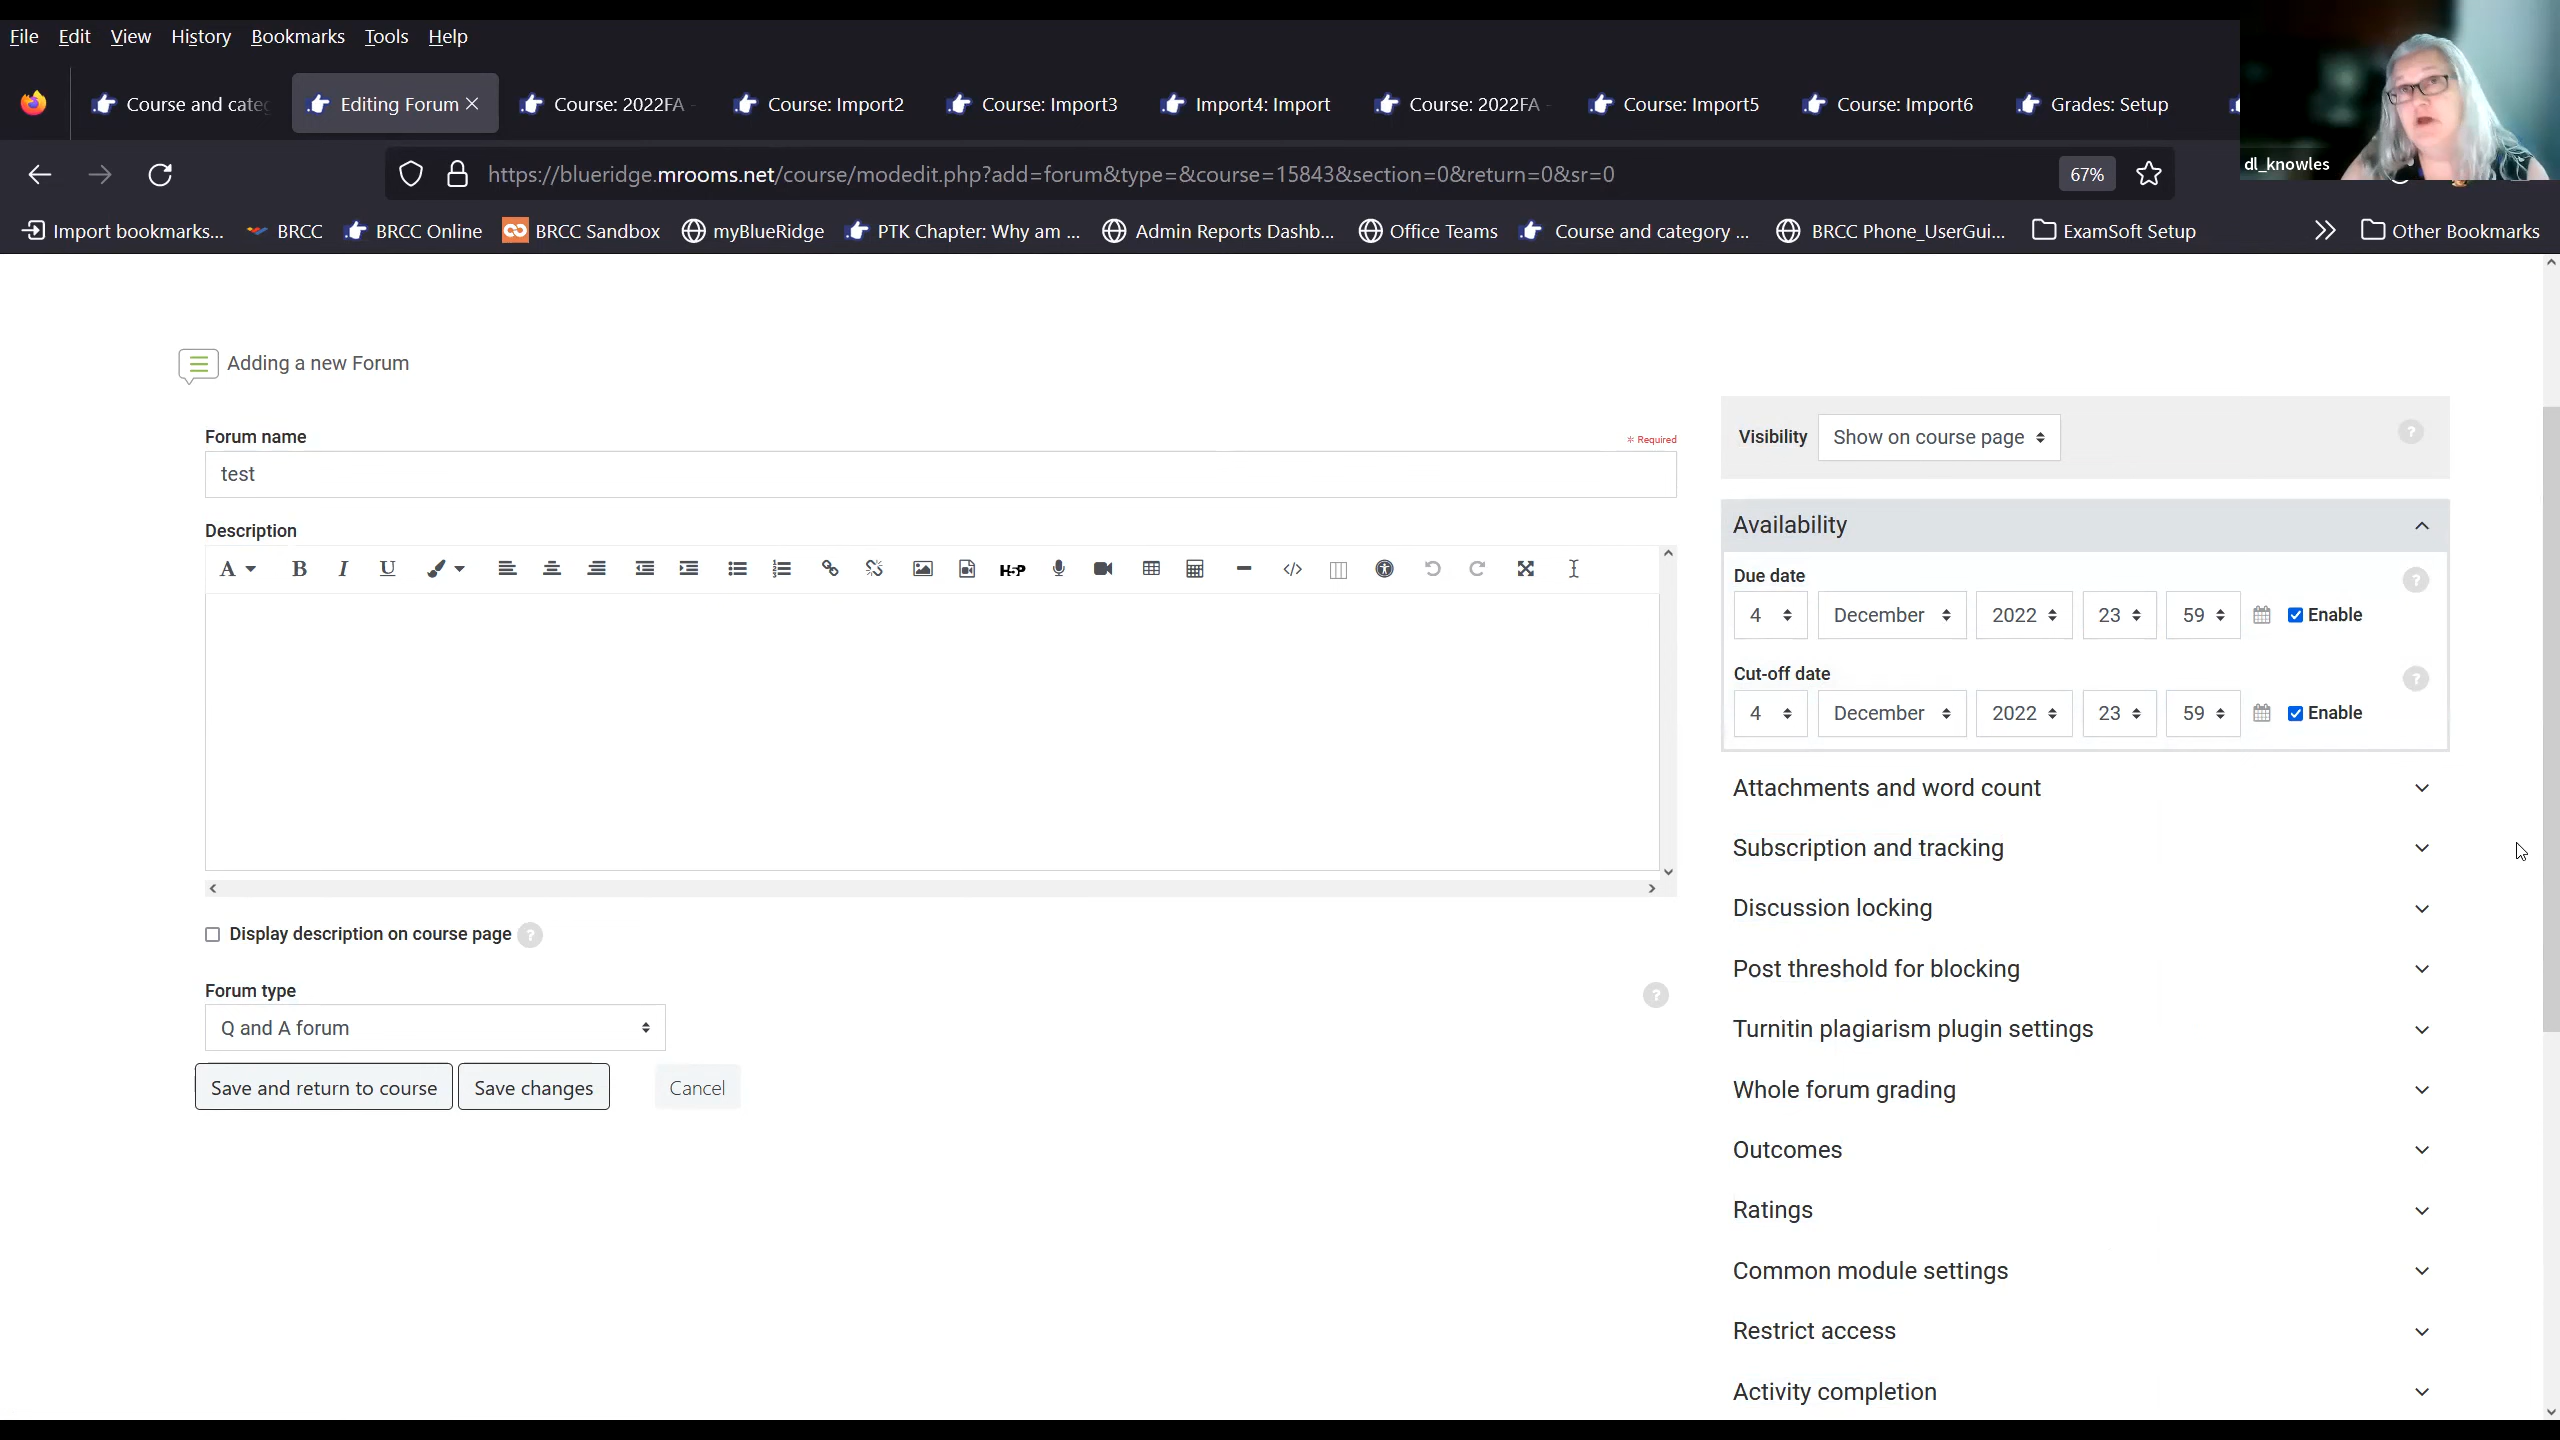 File Edit View History Bookmarks Tools Help
Course and cate
Editing Forum
Course: 2022FA -
Course: Import2
Course: Import3
Import4: Import
Course: 2022FA -
Course: Import5
Course: Import6
Grades: Setup
dl_knowles
https://blueridge.mrooms.net/course/modedit.php?add=forum&type=&course=15843&section=0&return=0&sr=0
67%
Import bookmarks...
BRCC
BRCC Online
BRCC Sandbox
myBlueRidge
PTK Chapter: Why am ...
Admin Reports Dashb...
Office Teams
Course and category ...
BRCC Phone_UserGui...
ExamSoft Setup
Other Bookmarks
Adding a new Forum
Forum name
* Required
test
Description
A B I U H5P
Display description on course page ?
Forum type
?
Q and A forum
Save and return to course
Save changes
Cancel
Visibility Show on course page ?
Availability
Due date ?
4 December 2022 23 59 Enable
Cut-off date ?
4 December 2022 23 59 Enable
Attachments and word count
Subscription and tracking
Discussion locking
Post threshold for blocking
Turnitin plagiarism plugin settings
Whole forum grading
Outcomes
Ratings
Common module settings
Restrict access
Activity completion